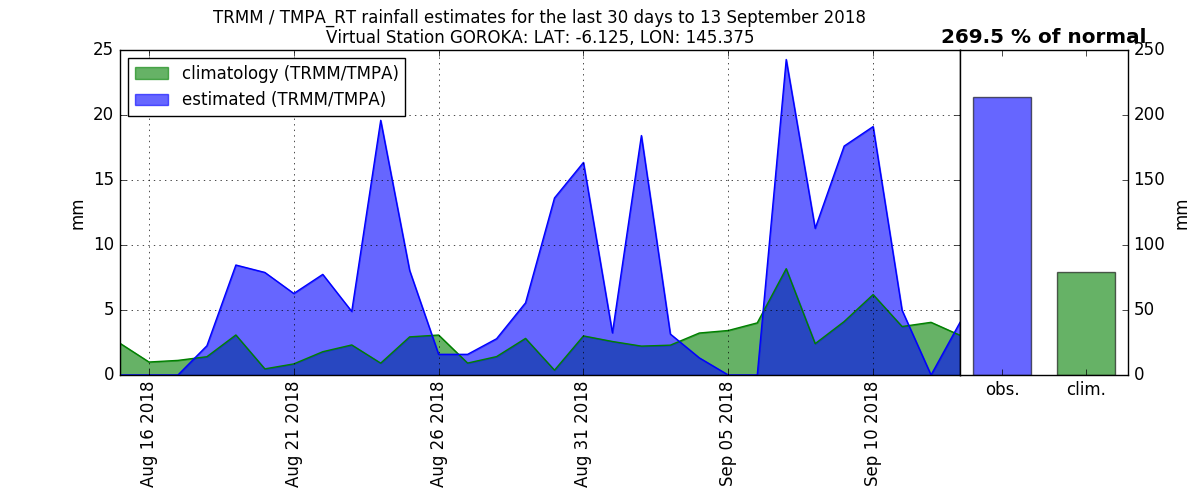 TRMM / TMPA_RT rainfall estimates for the last 30 days to 13 September 2018
Virtual Station GOROKA: LAT: -6.125, LON: 145.375
269.5 % of normal
climatology (TRMM/TMPA)
estimated (TRMM/TMPA)
mm
25
20
15
10
5
0
Aug 16 2018
Aug 21 2018
Aug 26 2018
Aug 31 2018
Sep 05 2018
Sep 10 2018
obs.
clim.
250
200
150
100
50
0
mm